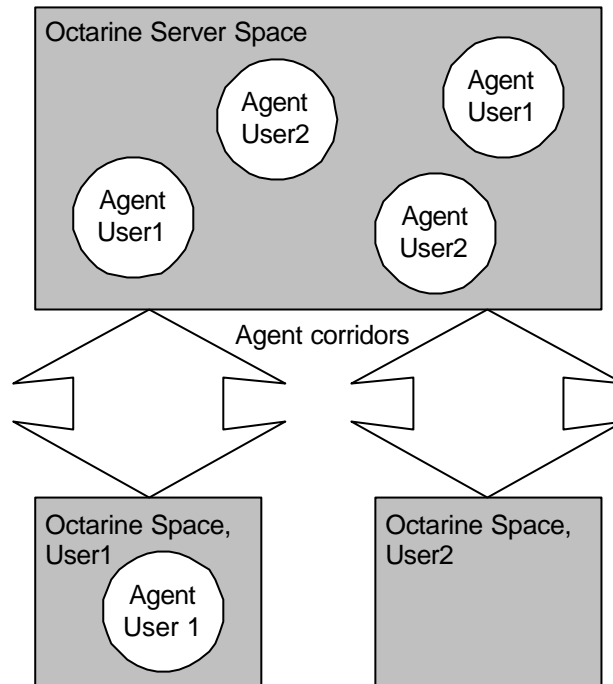 Octarine Server Space
Agent
User2
Agent
User1
Agent
User1
Agent
User2
Agent corridors
Octarine Space,
User1
Agent
User 1
Octarine Space,
User2